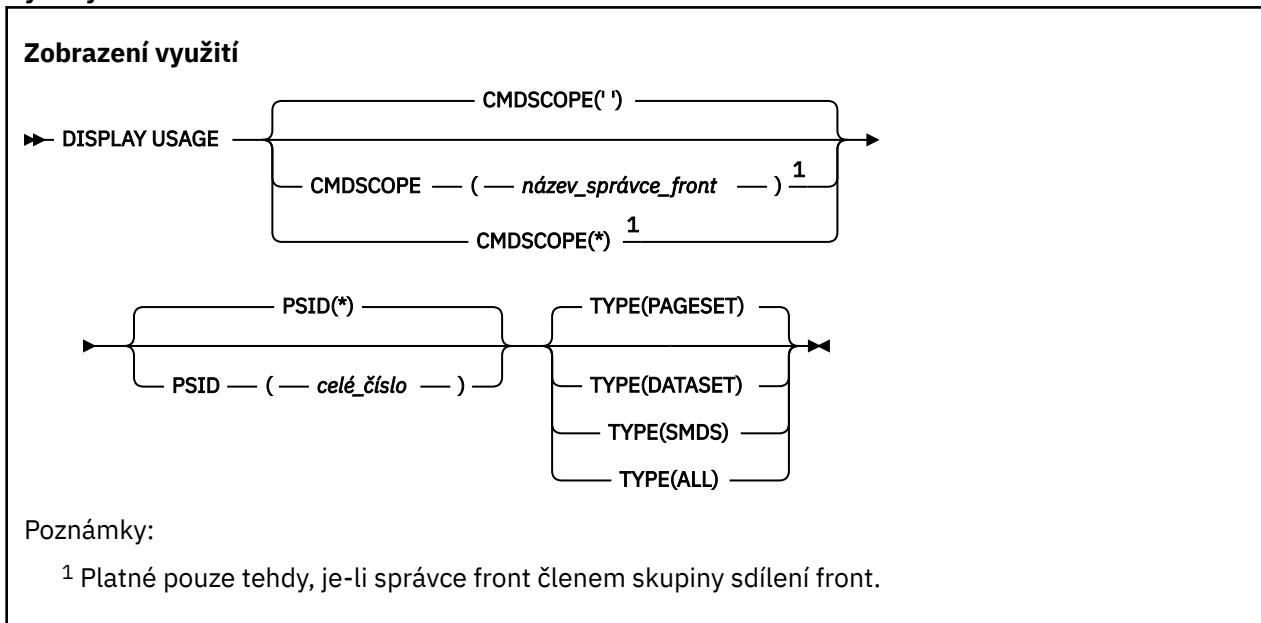 Zobrazení využití
CMDSCOPE(' ')
DISPLAY USAGE
CMDSCOPE ( název_správce_front ) 1
CMDSCOPE(*) 1
PSID(*)
PSID ( celé_číslo )
TYPE(PAGESET)
TYPE(DATASET)
TYPE(SMDS)
TYPE(ALL)
Poznámky:
1 Platné pouze tehdy, je-li správce front členem skupiny sdílení front.